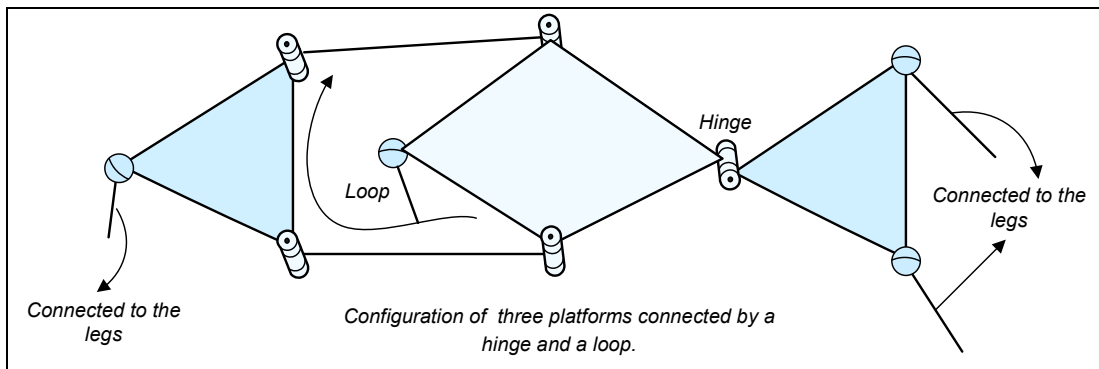 Hinge
Loop
Connected to the
legs
Connected to the
legs
Configuration of three platforms connected by a
hinge and a loop.